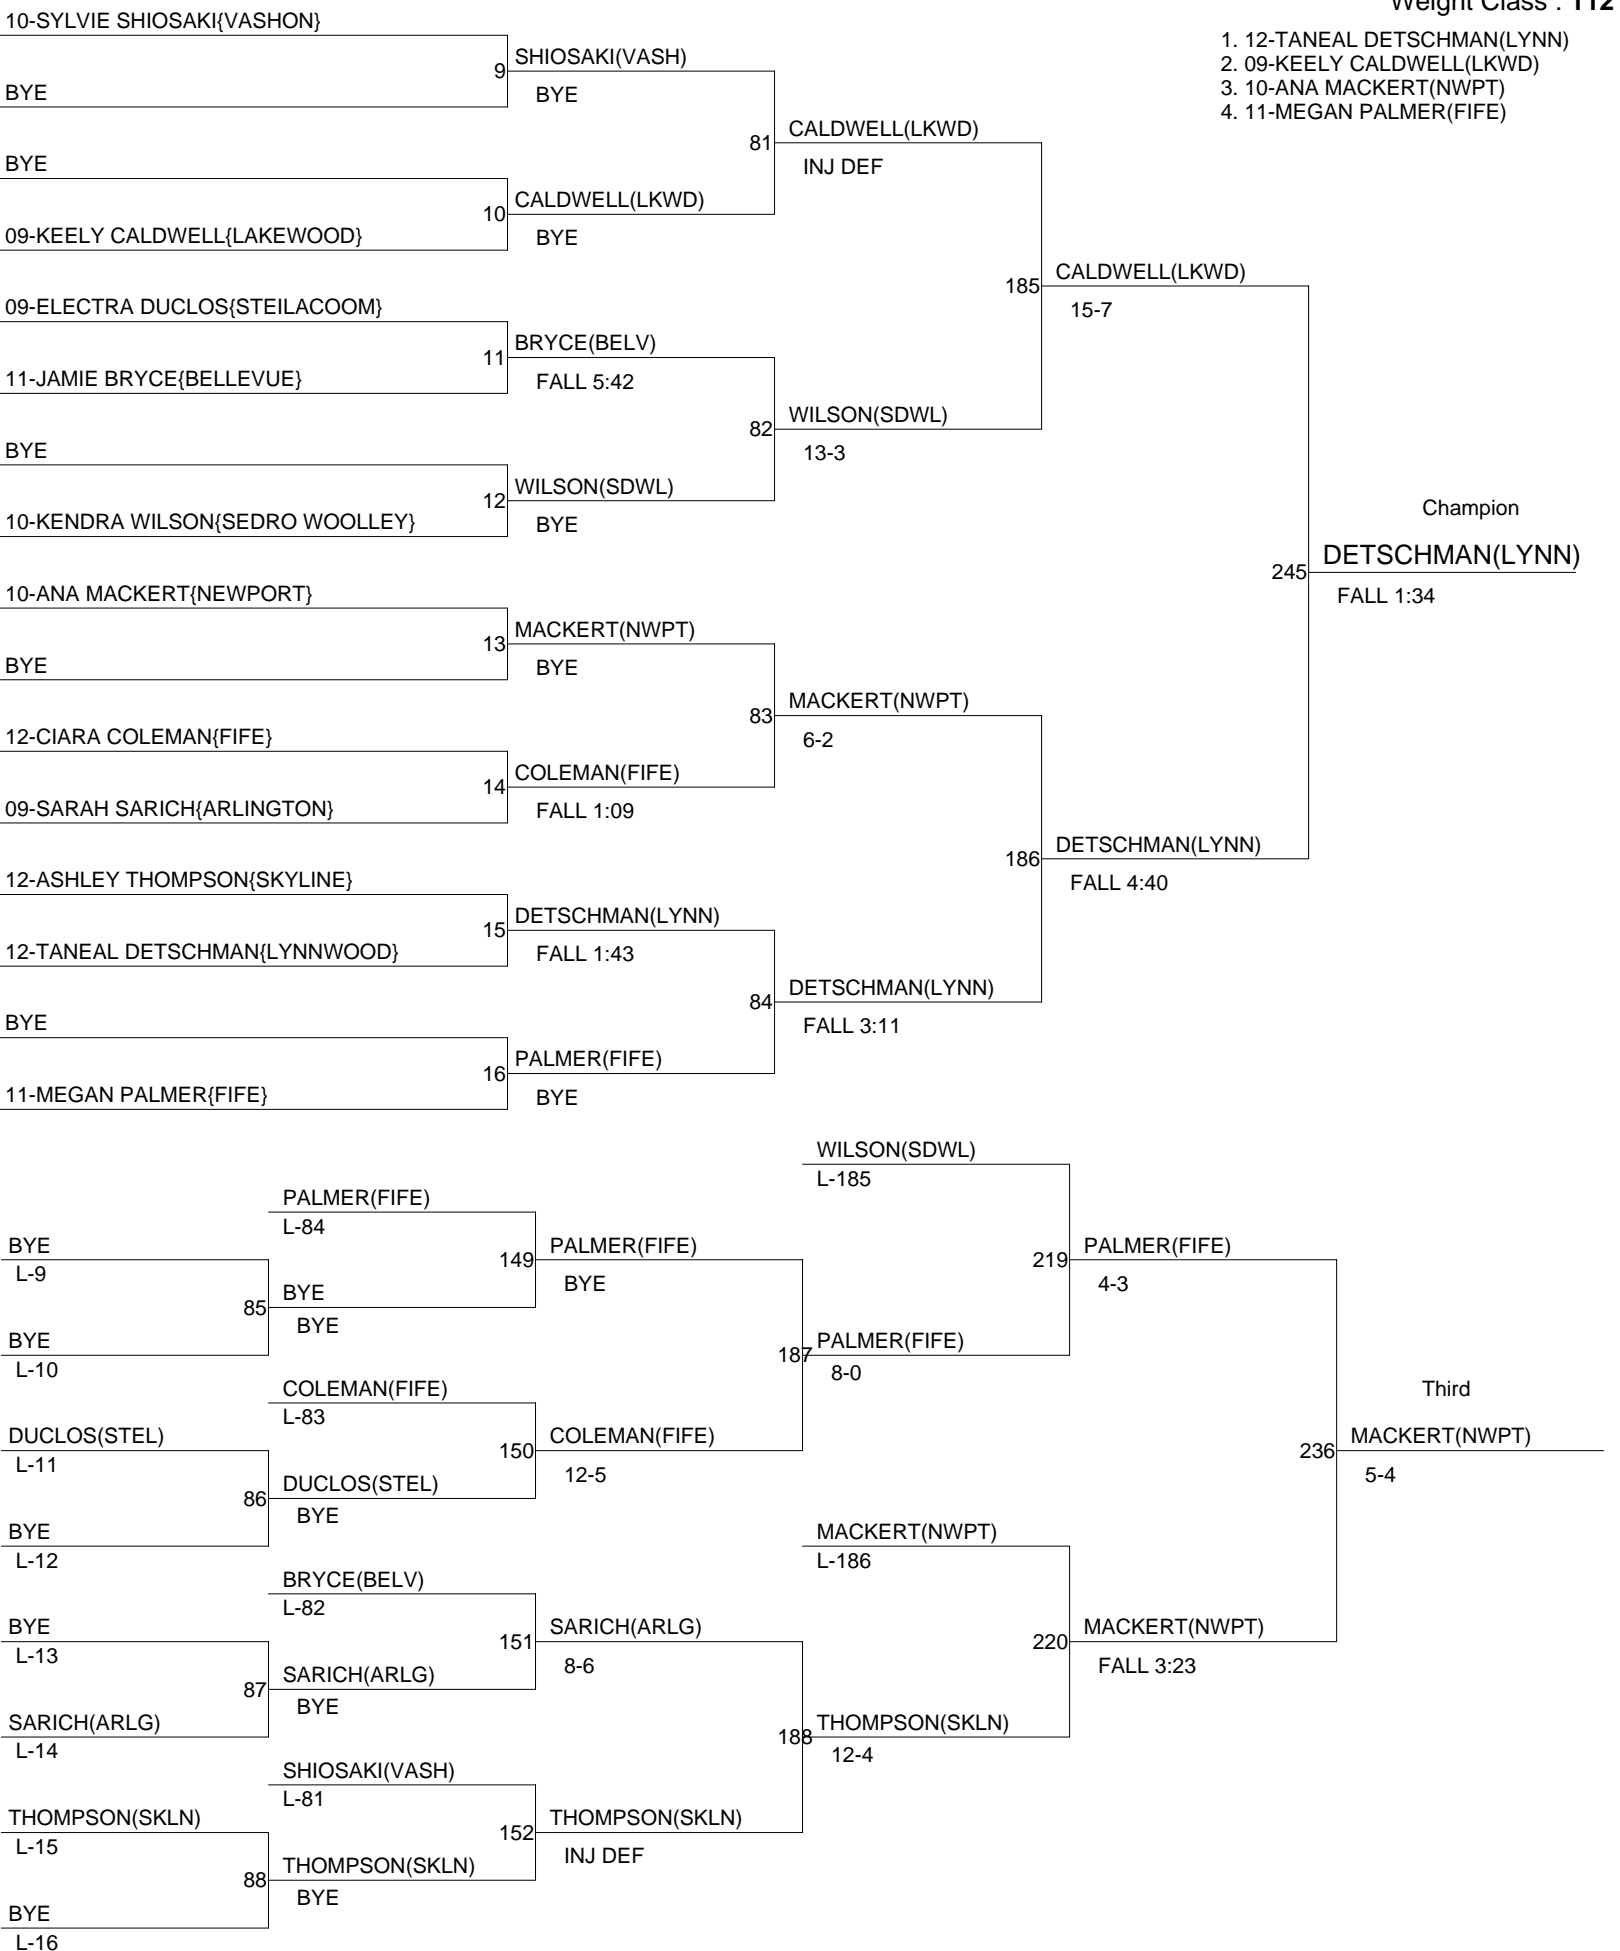 Weight Class : 112
1. 12-TANEAL DETSCHMAN(LYNN)
2. 09-KEELY CALDWELL(LKWD)
3. 10-ANA MACKERT(NWPT)
4. 11-MEGAN PALMER(FIFE)
10-SYLVIE SHIOSAKI{VASHON}
BYE
9
SHIOSAKI(VASH)
BYE
BYE
09-KEELY CALDWELL{LAKEWOOD}
10
CALDWELL(LKWD)
BYE
81
CALDWELL(LKWD)
INJ DEF
09-ELECTRA DUCLOS{STEILACOOM}
11-JAMIE BRYCE{BELLEVUE}
11
BRYCE(BELV)
FALL 5:42
BYE
10-KENDRA WILSON{SEDRO WOOLLEY}
12
WILSON(SDWL)
BYE
82
WILSON(SDWL)
13-3
185
CALDWELL(LKWD)
15-7
10-ANA MACKERT{NEWPORT}
BYE
13
MACKERT(NWPT)
BYE
12-CIARA COLEMAN{FIFE}
09-SARAH SARICH{ARLINGTON}
14
COLEMAN(FIFE)
FALL 1:09
83
MACKERT(NWPT)
6-2
12-ASHLEY THOMPSON{SKYLINE}
12-TANEAL DETSCHMAN{LYNNWOOD}
15
DETSCHMAN(LYNN)
FALL 1:43
BYE
11-MEGAN PALMER{FIFE}
16
PALMER(FIFE)
BYE
84
DETSCHMAN(LYNN)
FALL 3:11
186
DETSCHMAN(LYNN)
FALL 4:40
Champion
245
DETSCHMAN(LYNN)
FALL 1:34
BYE
L-9
BYE
L-10
85
PALMER(FIFE)
L-84
BYE
BYE
149
PALMER(FIFE)
BYE
DUCLOS(STEL)
L-11
BYE
L-12
86
COLEMAN(FIFE)
L-83
DUCLOS(STEL)
BYE
150
COLEMAN(FIFE)
12-5
187
WILSON(SDWL)
L-185
PALMER(FIFE)
8-0
219
PALMER(FIFE)
4-3
BYE
L-13
SARICH(ARLG)
L-14
87
BRYCE(BELV)
L-82
SARICH(ARLG)
BYE
151
SARICH(ARLG)
8-6
THOMPSON(SKLN)
L-15
BYE
L-16
88
SHIOSAKI(VASH)
L-81
THOMPSON(SKLN)
BYE
152
THOMPSON(SKLN)
INJ DEF
188
MACKERT(NWPT)
L-186
THOMPSON(SKLN)
12-4
220
MACKERT(NWPT)
FALL 3:23
Third
236
MACKERT(NWPT)
5-4